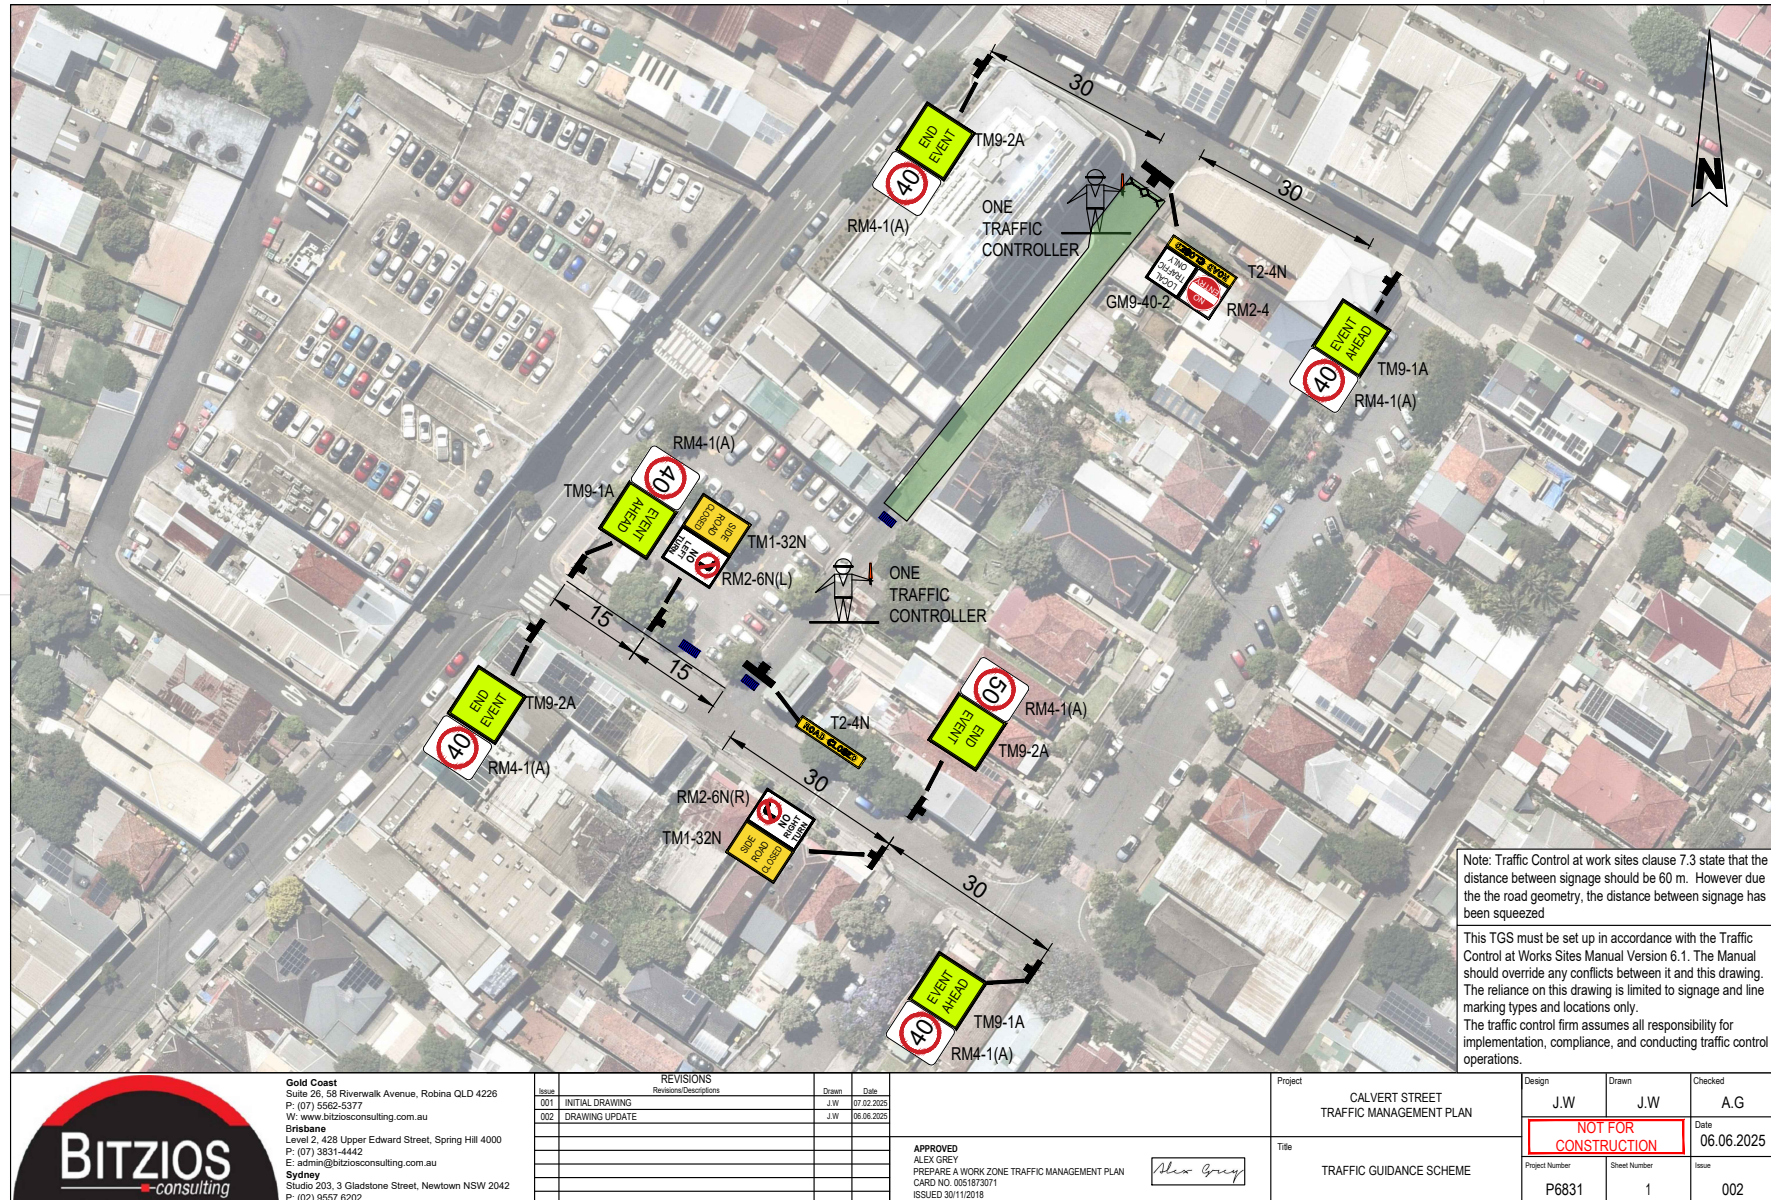 30
END
EVENT
TM9-2A
40
RM4-1(A)
ONE
TRAFFIC
CONTROLLER
30
ROAD CLOSED
LOCAL
TRAFFIC
ONLY
NO
ENTRY
T2-4N
GM9-40-2
RM2-4
EVENT
AHEAD
TM9-1A
40
RM4-1(A)
N
RM4-1(A)
40
TM9-1A
EVENT
AHEAD
SIDE
ROAD
CLOSED
TM1-32N
NO
LEFT
TURN
RM2-6N(L)
ONE
TRAFFIC
CONTROLLER
15
15
END
EVENT
TM9-2A
40
RM4-1(A)
T2-4N
ROAD CLOSED
50
RM4-1(A)
END
EVENT
TM9-2A
30
RM2-6N(R)
NO
RIGHT
TURN
TM1-32N
SIDE
ROAD
CLOSED
30
EVENT
AHEAD
TM9-1A
40
RM4-1(A)
Note: Traffic Control at work sites clause 7.3 state that the
distance between signage should be 60 m. However due
the the road geometry, the distance between signage has
been squeezed
This TGS must be set up in accordance with the Traffic
Control at Works Sites Manual Version 6.1. The Manual
should override any conflicts between it and this drawing.
The reliance on this drawing is limited to signage and line
marking types and locations only.
The traffic control firm assumes all responsibility for
implementation, compliance, and conducting traffic control
operations.
BITZIOS
consulting
Gold Coast
Suite 26, 58 Riverwalk Avenue, Robina QLD 4226
P: (07) 5562-5377
W: www.bitziosconsulting.com.au
Brisbane
Level 2, 428 Upper Edward Street, Spring Hill 4000
P: (07) 3831-4442
E: admin@bitziosconsulting.com.au
Sydney
Studio 203, 3 Gladstone Street, Newtown NSW 2042
P: (02) 9557 6202
REVISIONS
Issue Revisions/Descriptions Drawn Date
001 INITIAL DRAWING J.W 07.02.2025
002 DRAWING UPDATE J.W 06.06.2025
APPROVED
ALEX GREY
PREPARE A WORK ZONE TRAFFIC MANAGEMENT PLAN
CARD NO. 0051873071
ISSUED 30/11/2018
Alex Grey
Project
CALVERT STREET
TRAFFIC MANAGEMENT PLAN
Title
TRAFFIC GUIDANCE SCHEME
Design Drawn Checked
J.W J.W A.G
NOT FOR
CONSTRUCTION
Date
06.06.2025
Project Number Sheet Number Issue
P6831 1 002